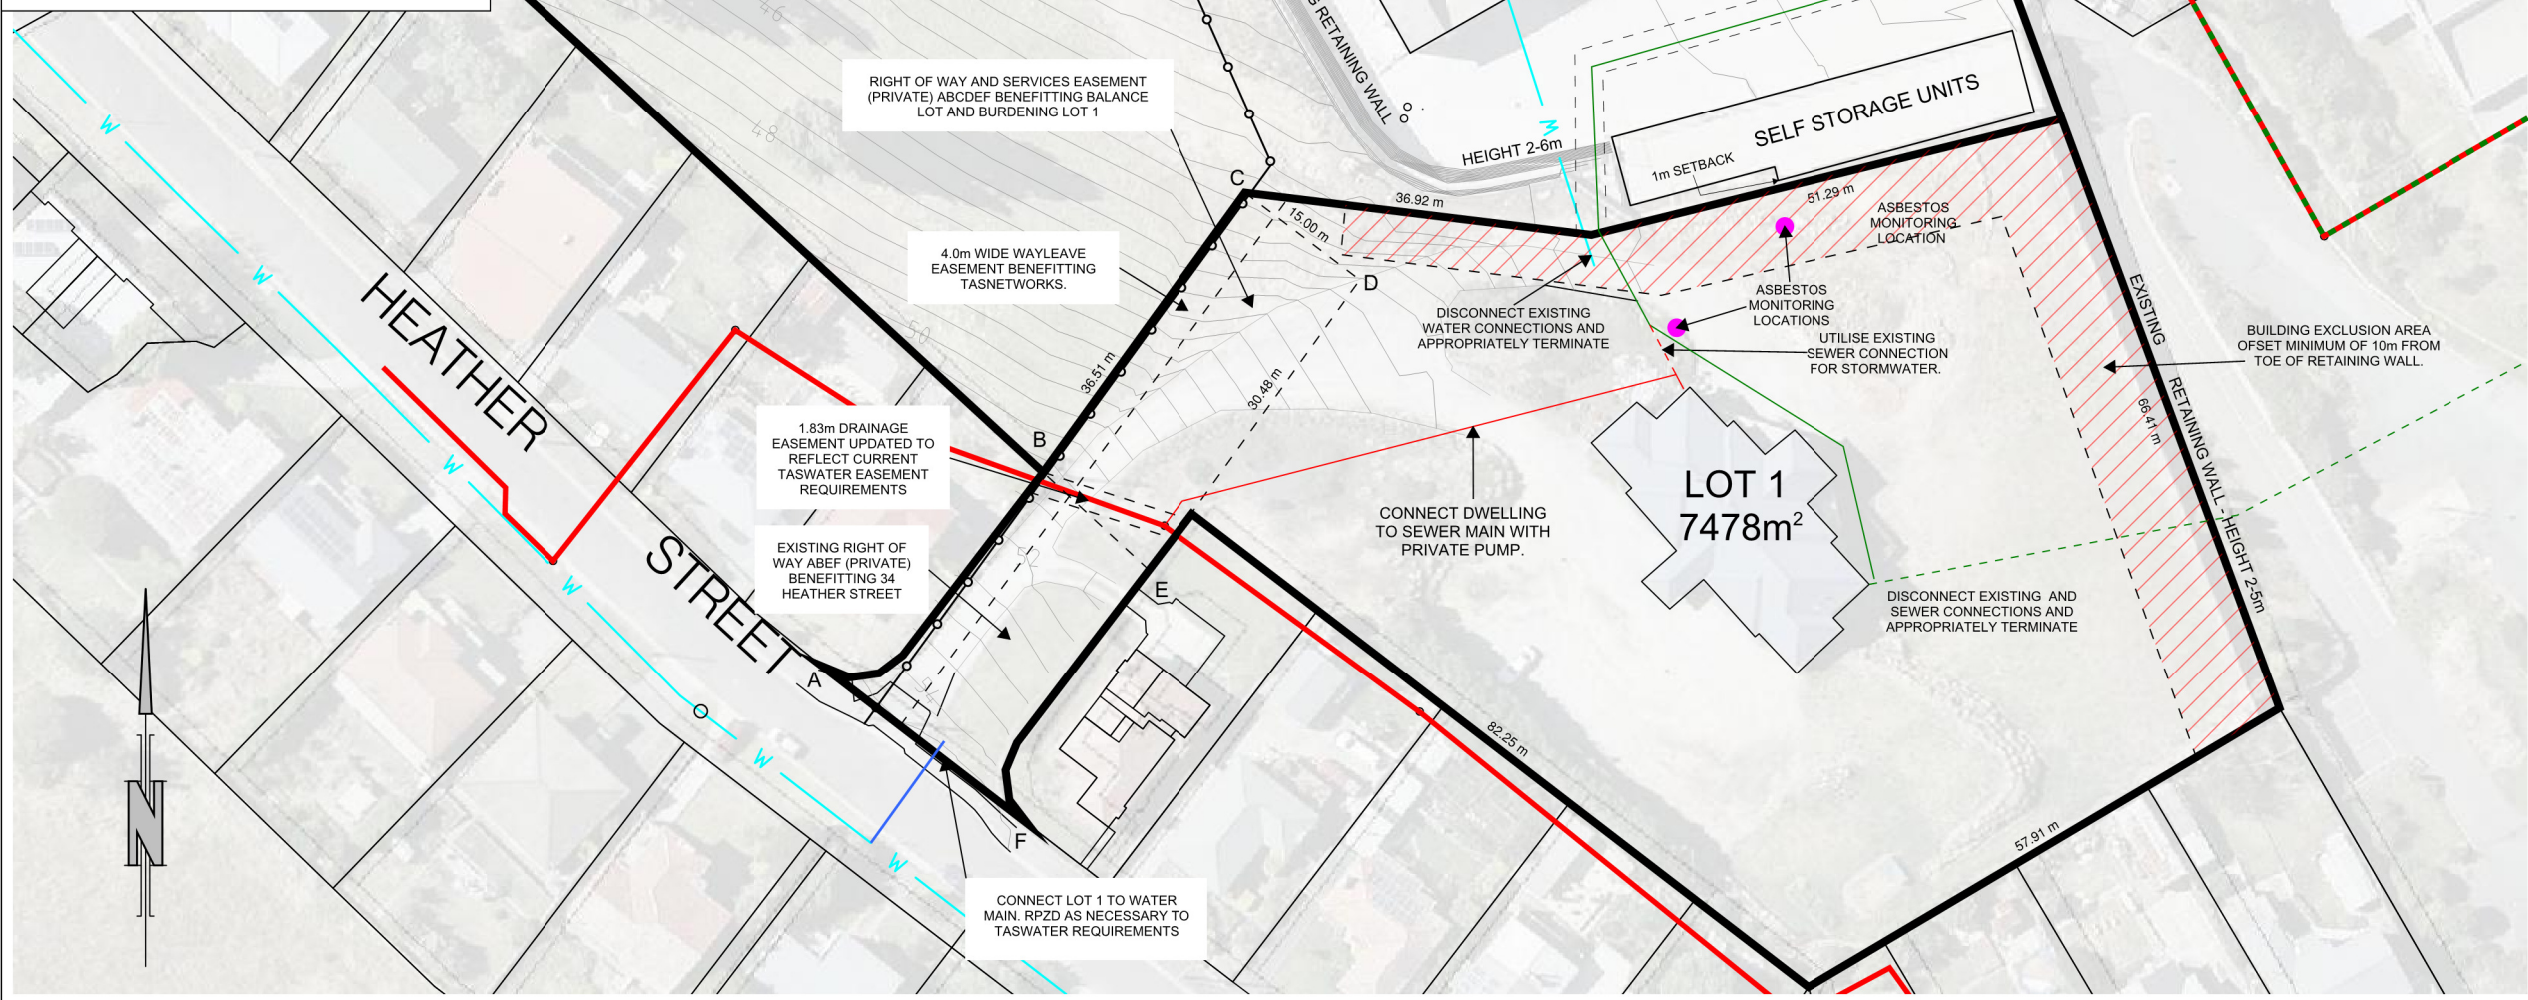 46
48
50
52
54
G RETAINING WALL
RIGHT OF WAY AND SERVICES EASEMENT
(PRIVATE) ABCDEF BENEFITTING BALANCE
LOT AND BURDENING LOT 1
HEIGHT 2-6m
SELF STORAGE UNITS
1m SETBACK
W
W
W
W
W
W
W
C
36.92 m
51.29 m
15.00 m
D
4.0m WIDE WAYLEAVE
EASEMENT BENEFITTING
TASNETWORKS.
ASBESTOS
MONITORING
LOCATION
ASBESTOS
MONITORING
LOCATIONS
DISCONNECT EXISTING
WATER CONNECTIONS AND
APPROPRIATELY TERMINATE
UTILISE EXISTING
SEWER CONNECTION
FOR STORMWATER.
BUILDING EXCLUSION AREA
OFSET MINIMUM OF 10m FROM
TOE OF RETAINING WALL.
EXISTING RETAINING WALL - HEIGHT 2-5m
66.41 m
HEATHER
STREET
36.51 m
30.48 m
B
1.83m DRAINAGE
EASEMENT UPDATED TO
REFLECT CURRENT
TASWATER EASEMENT
REQUIREMENTS
LOT 1
7478m²
CONNECT DWELLING
TO SEWER MAIN WITH
PRIVATE PUMP.
EXISTING RIGHT OF
WAY ABEF (PRIVATE)
BENEFITTING 34
HEATHER STREET
E
DISCONNECT EXISTING AND
SEWER CONNECTIONS AND
APPROPRIATELY TERMINATE
A
F
82.25 m
57.91 m
N
CONNECT LOT 1 TO WATER
MAIN. RPZD AS NECESSARY TO
TASWATER REQUIREMENTS